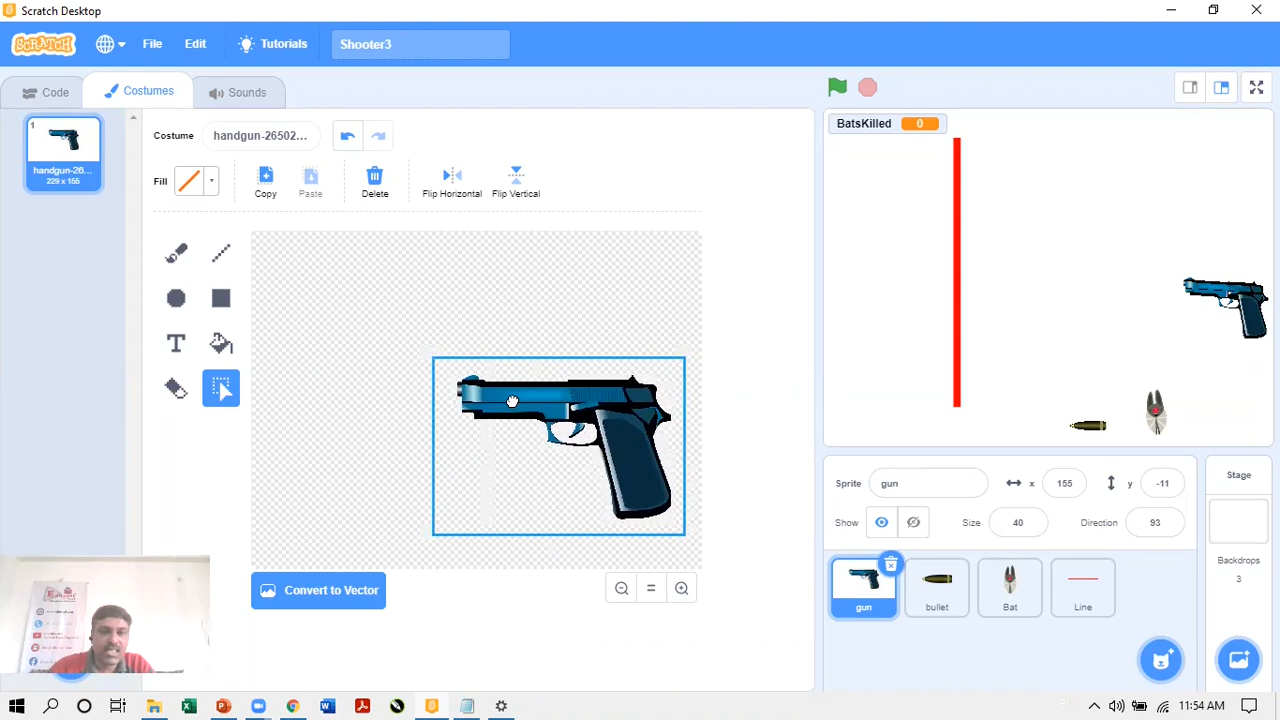 Scratch Desktop
SCRATCH File Edit Tutorials Shooter3
Code Costumes Sounds
1
handgun-26...
229 x 155
Costume handgun-26502...
Fill
Copy Paste Delete Flip Horizontal Flip Vertical
T
Convert to Vector
BatsKilled 0
Sprite gun x 155 y -11
Show Size 40 Direction 93
gun bullet Bat Line
Stage
Backdrops
3
11:54 AM